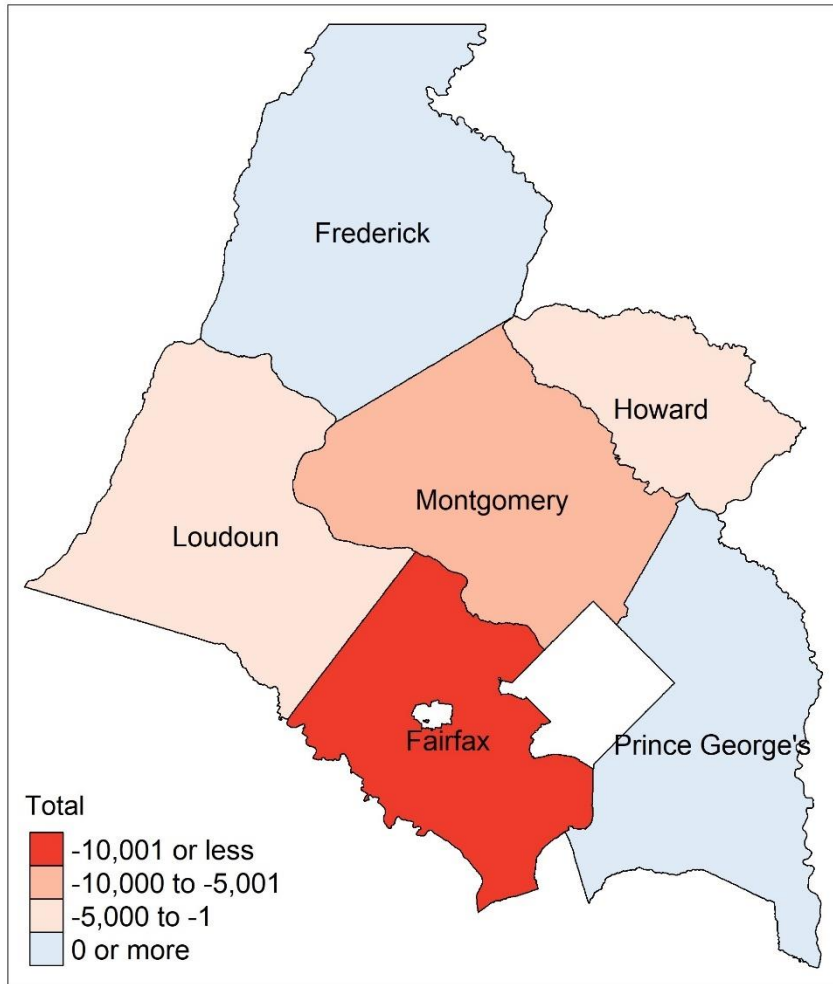 Frederick
Howard
Montgomery
Loudoun
Fairfax
Prince George's
Total
-10,001 or less
-10,000 to -5,001
-5,000 to -1
0 or more